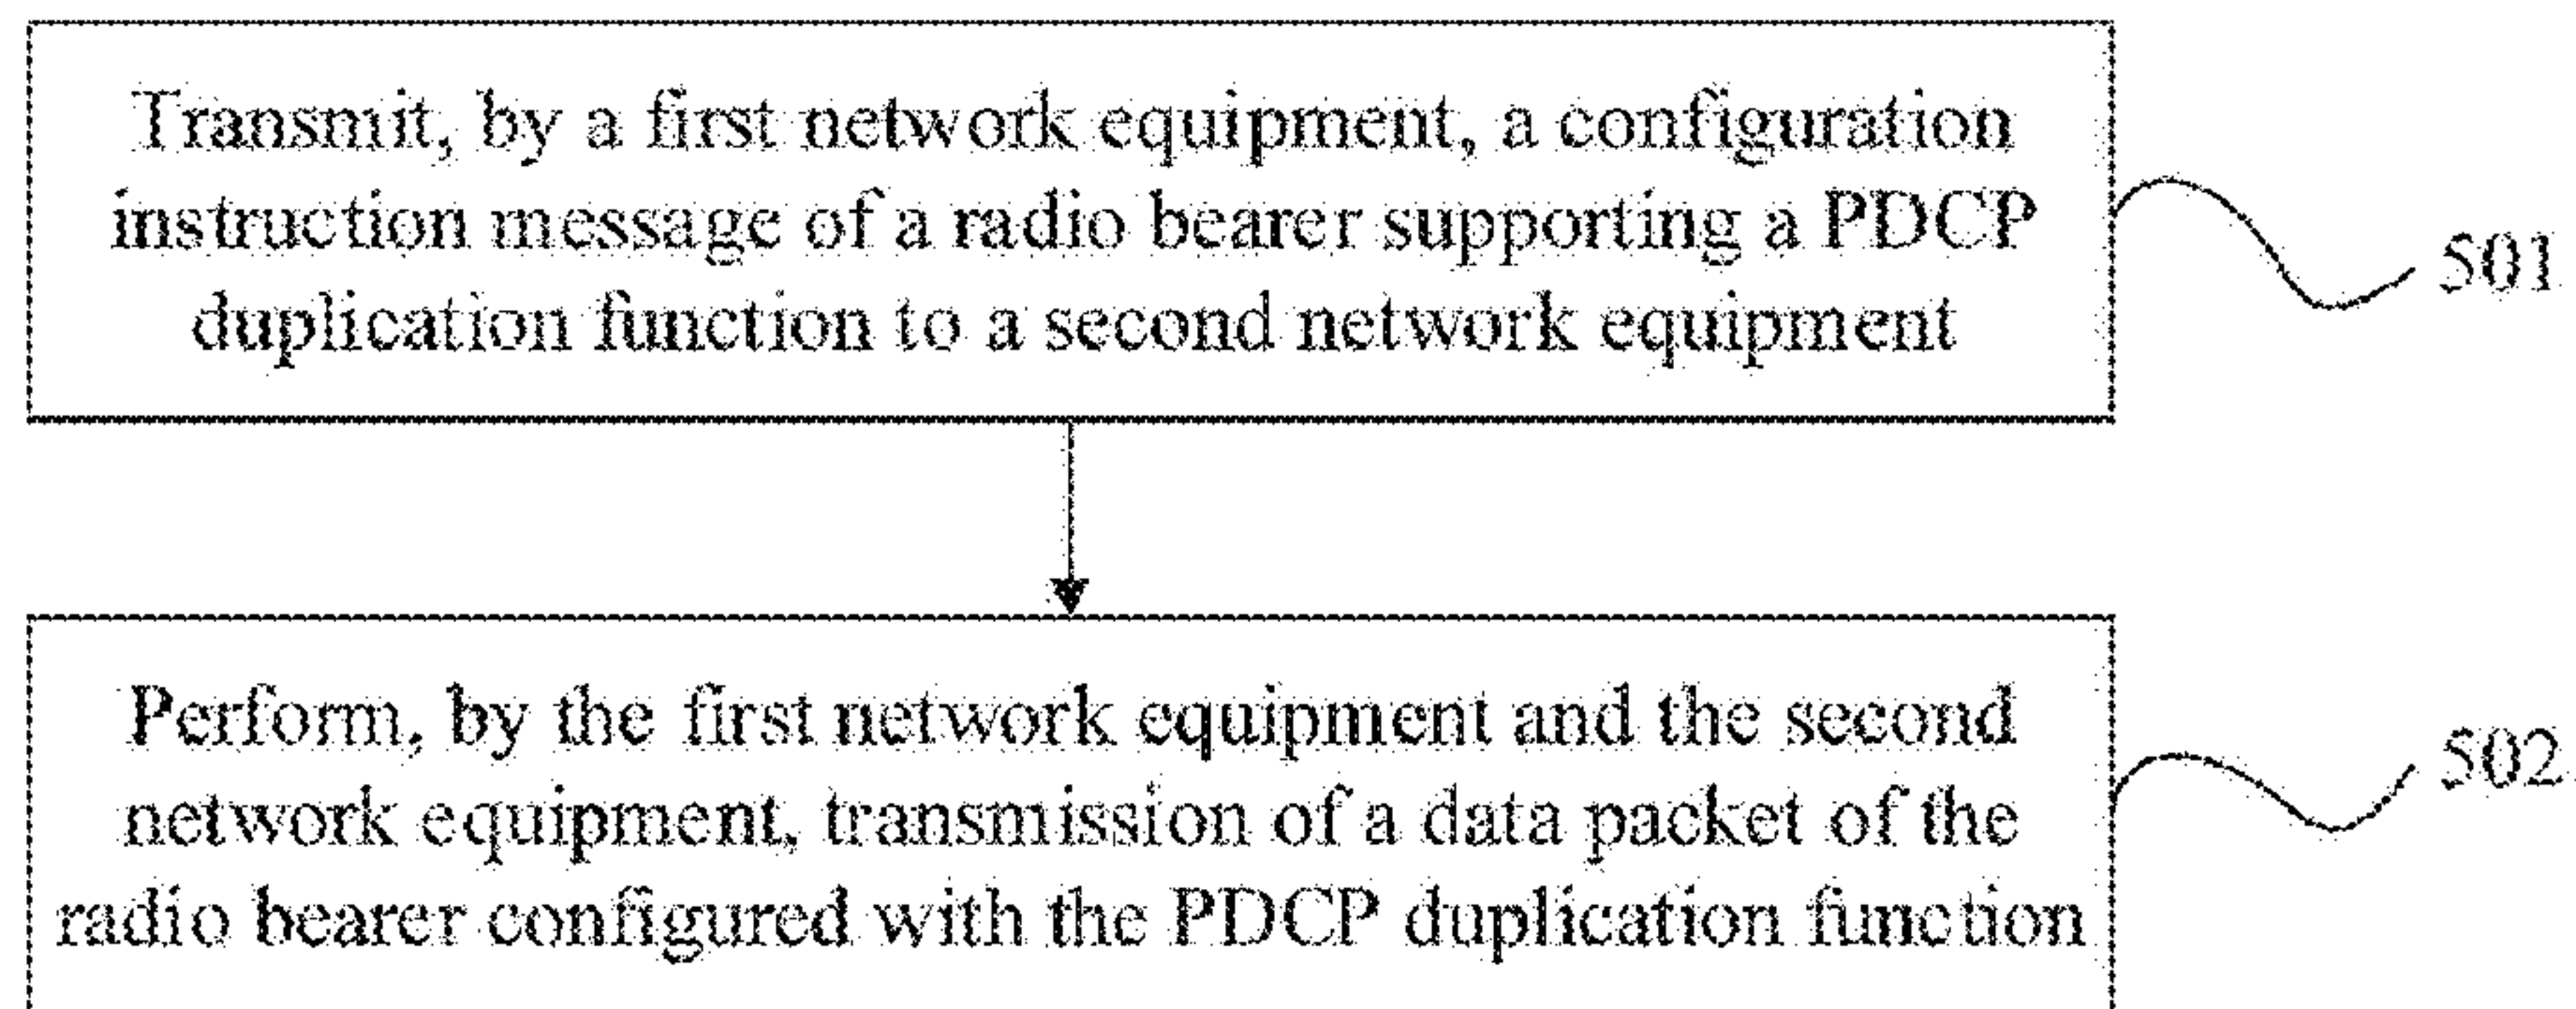 Transmit, by a first network equipment, a configuration
instruction message of a radio bearer supporting a PDCP
duplication function to a second network equipment
501
Perform, by the first network equipment and the second
network equipment, transmission of a data packet of the
radio bearer configured with the PDCP duplication function
502